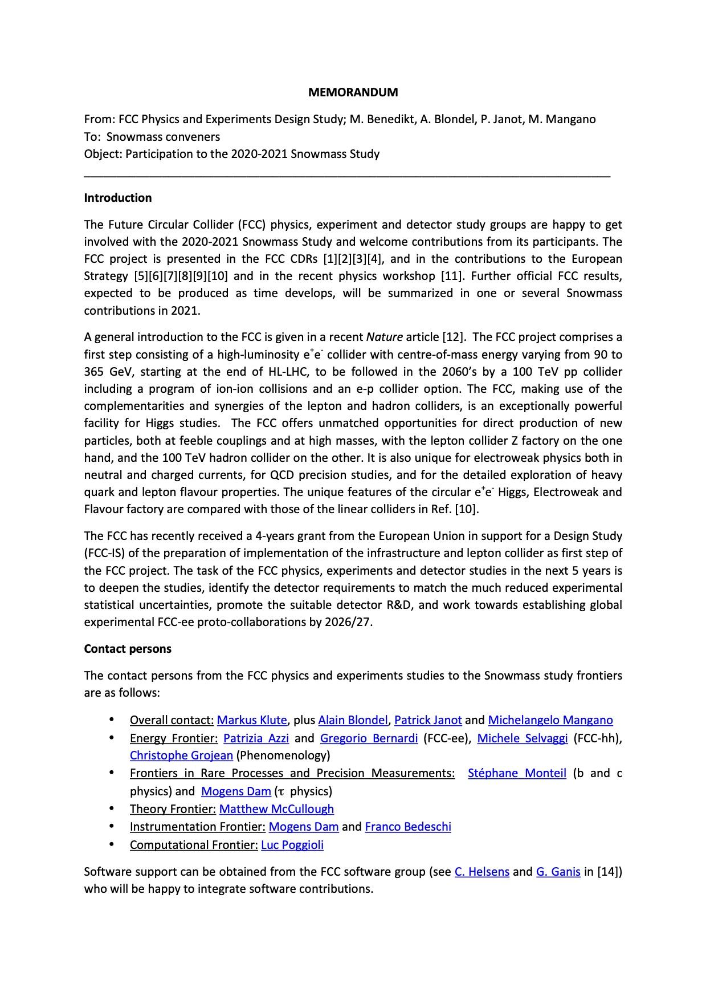 MEMORANDUM
From: FCC Physics and Experiments Design Study; M. Benedikt, A. Blondel, P. Janot, M. Mangano
To:  Snowmass conveners
Object: Participation to the 2020-2021 Snowmass Study
Introduction
The Future Circular Collider (FCC) physics, experiment and detector study groups are happy to get
involved with the 2020-2021 Snowmass Study and welcome contributions from its participants. The
FCC project is presented in the FCC CDRs [1][2][3][4], and in the contributions to the European
Strategy [5][6][7][8][9][10] and in the recent physics workshop [11]. Further official FCC results,
expected to be produced as time develops, will be summarized in one or several Snowmass
contributions in 2021.
A general introduction to the FCC is given in a recent Nature article [12].  The FCC project comprises a
first step consisting of a high-luminosity e⁺e⁻ collider with centre-of-mass energy varying from 90 to
365 GeV, starting at the end of HL-LHC, to be followed in the 2060’s by a 100 TeV pp collider
including a program of ion-ion collisions and an e-p collider option. The FCC, making use of the
complementarities and synergies of the lepton and hadron colliders, is an exceptionally powerful
facility for Higgs studies.  The FCC offers unmatched opportunities for direct production of new
particles, both at feeble couplings and at high masses, with the lepton collider Z factory on the one
hand, and the 100 TeV hadron collider on the other. It is also unique for electroweak physics both in
neutral and charged currents, for QCD precision studies, and for the detailed exploration of heavy
quark and lepton flavour properties. The unique features of the circular e⁺e⁻ Higgs, Electroweak and
Flavour factory are compared with those of the linear colliders in Ref. [10].
The FCC has recently received a 4-years grant from the European Union in support for a Design Study
(FCC-IS) of the preparation of implementation of the infrastructure and lepton collider as first step of
the FCC project. The task of the FCC physics, experiments and detector studies in the next 5 years is
to deepen the studies, identify the detector requirements to match the much reduced experimental
statistical uncertainties, promote the suitable detector R&D, and work towards establishing global
experimental FCC-ee proto-collaborations by 2026/27.
Contact persons
The contact persons from the FCC physics and experiments studies to the Snowmass study frontiers
are as follows:
• Overall contact: Markus Klute, plus Alain Blondel, Patrick Janot and Michelangelo Mangano
• Energy Frontier: Patrizia Azzi and Gregorio Bernardi (FCC-ee), Michele Selvaggi (FCC-hh),
Christophe Grojean (Phenomenology)
• Frontiers in Rare Processes and Precision Measurements:  Stéphane Monteil (b and c
physics) and  Mogens Dam (τ  physics)
• Theory Frontier: Matthew McCullough
• Instrumentation Frontier: Mogens Dam and Franco Bedeschi
• Computational Frontier: Luc Poggioli
Software support can be obtained from the FCC software group (see C. Helsens and G. Ganis in [14])
who will be happy to integrate software contributions.